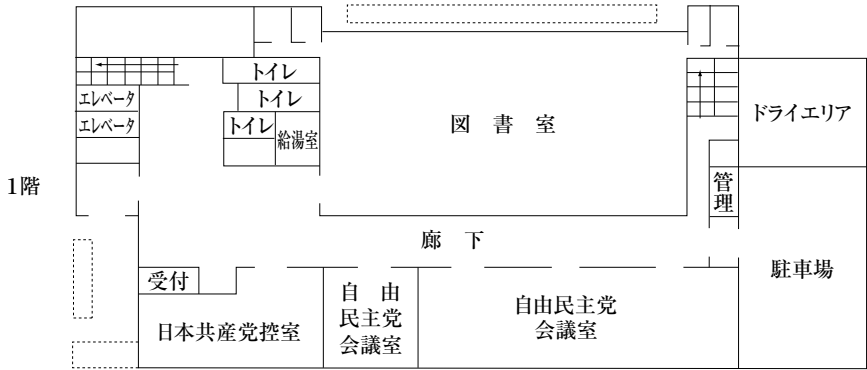 トイレ
エレベータ
トイレ
エレベータ
トイレ
給湯室
図書室
ドライエリア
1階
管理
廊下
駐車場
受付
日本共産党控室
自由
民主党
会議室
自由民主党
会議室